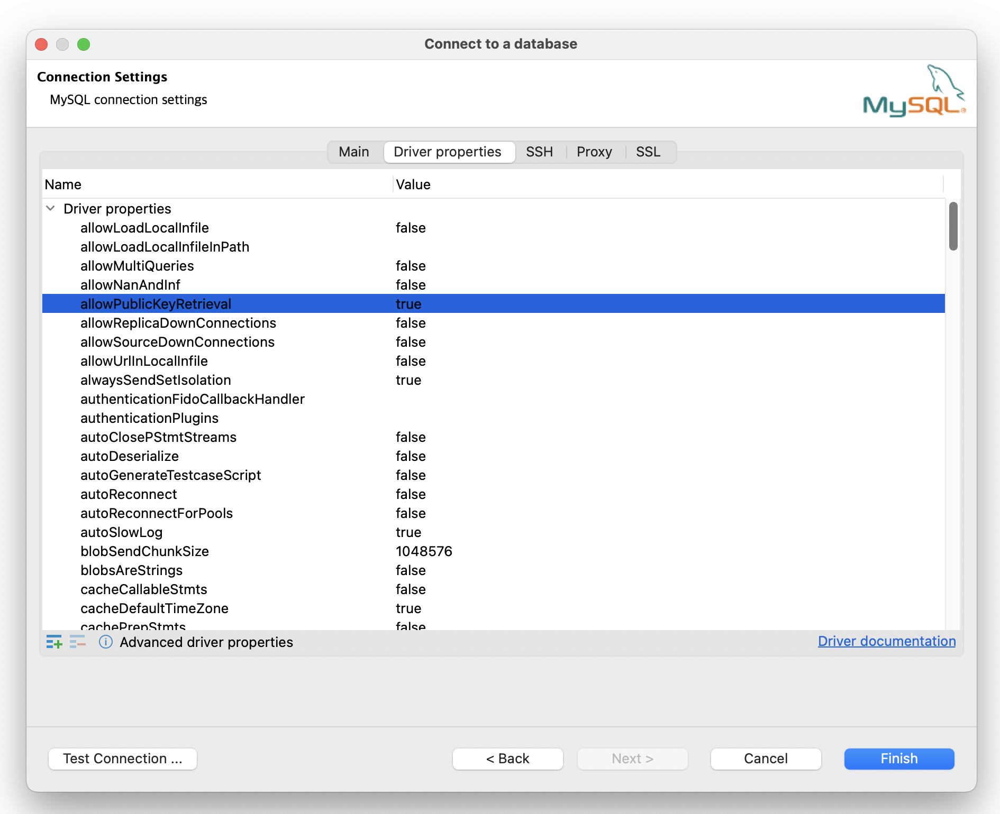 Connect to a database
Connection Settings
MySQL connection settings
MySQL®
Main Driver properties SSH Proxy SSL
Name Value
Driver properties
allowLoadLocalInfile false
allowLoadLocalInfileInPath
allowMultiQueries false
allowNanAndInf false
allowPublicKeyRetrieval true
allowReplicaDownConnections false
allowSourceDownConnections false
allowUrlInLocalInfile false
alwaysSendSetIsolation true
authenticationFidoCallbackHandler
authenticationPlugins
autoClosePStmtStreams false
autoDeserialize false
autoGenerateTestcaseScript false
autoReconnect false
autoReconnectForPools false
autoSlowLog true
blobSendChunkSize 1048576
blobsAreStrings false
cacheCallableStmts false
cacheDefaultTimeZone true
cachePrepStmts false
Advanced driver properties Driver documentation
Test Connection ... < Back Next > Cancel Finish